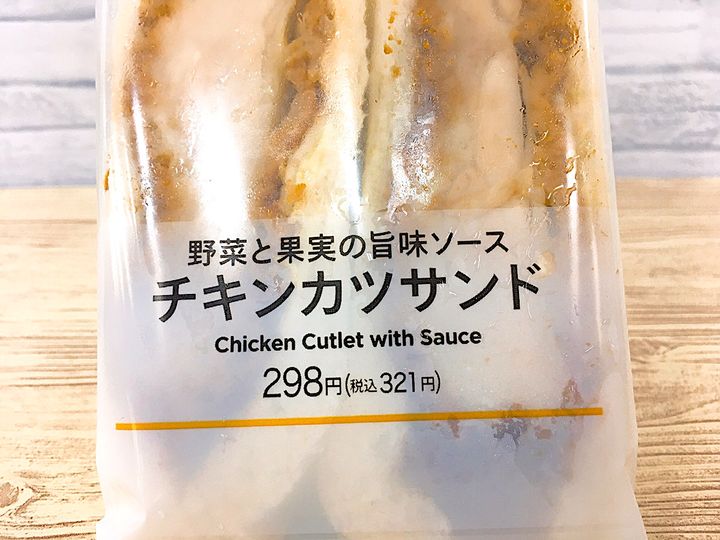 野菜と果実の旨味ソース
チキンカツサンド
Chicken Cutlet with Sauce
298円(税込321円)